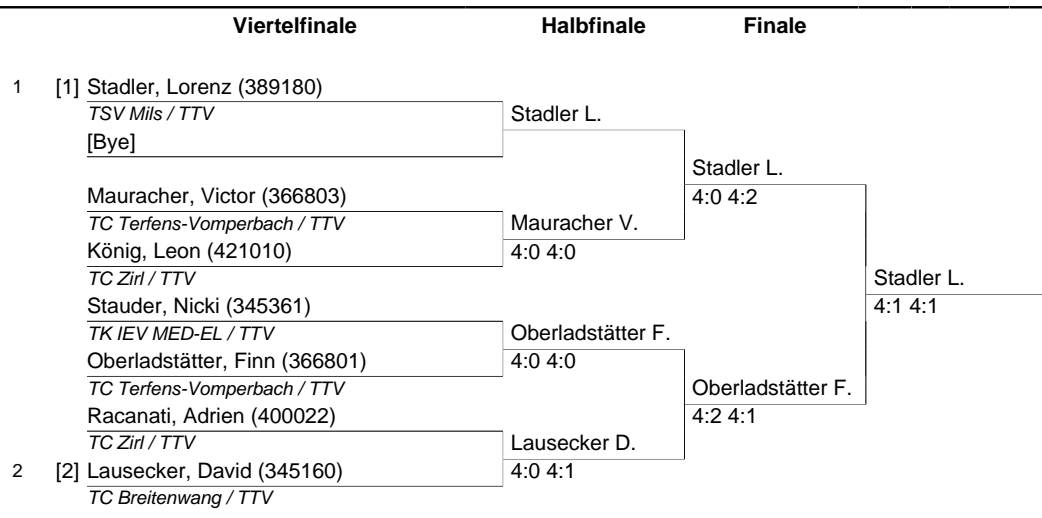 Viertelfinale Halbfinale Finale
1 [1] Stadler, Lorenz (389180)
TSV Mils / TTV Stadler L.
[Bye]
Stadler L.
Mauracher, Victor (366803) 4:0 4:2
TC Terfens-Vomperbach / TTV Mauracher V.
König, Leon (421010) 4:0 4:0
TC Zirl / TTV Stadler L.
Stauder, Nicki (345361) 4:1 4:1
TK IEV MED-EL / TTV Oberladstätter F.
Oberladstätter, Finn (366801) 4:0 4:0
TC Terfens-Vomperbach / TTV Oberladstätter F.
Racanati, Adrien (400022) 4:2 4:1
TC Zirl / TTV Lausecker D.
2 [2] Lausecker, David (345160) 4:0 4:1
TC Breitenwang / TTV